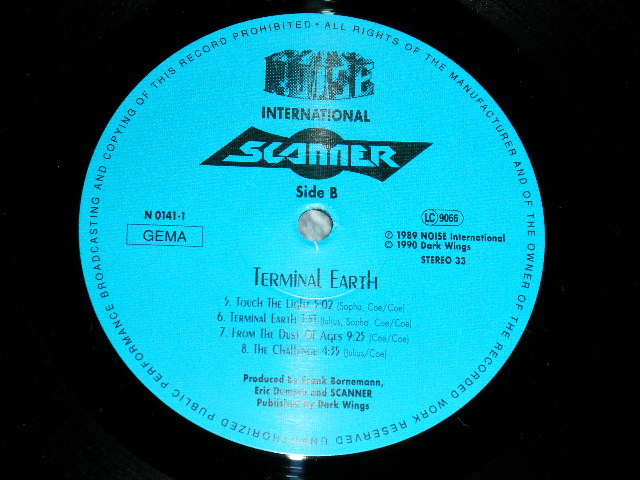 UNAUTHORIZED PUBLIC PERFORMANCE BROADCASTING AND COPYING OF THIS RECORD PROHIBITED • ALL RIGHTS OF THE MANUFACTURER AND OF THE OWNER OF THE RECORDED WORK RESERVED
NOISE
INTERNATIONAL
SCANNER
Side B
N 0141-1
GEMA
LC 9066
℗ 1989 NOISE International
© 1990 Dark Wings
STEREO 33
TERMINAL EARTH
5. TOUCH THE LIGHT 5:02 (Sopha, Coe/Coe)
6. TERMINAL EARTH (Julius, Sopha, Coe/Coe)
7. FROM THE DUST OF AGES 9:25 (Coe/Coe)
8. THE CHALLENGE 4:35 (Julius/Coe)
Produced by Frank Bornemann,
Eric and SCANNER
Published by Dark Wings